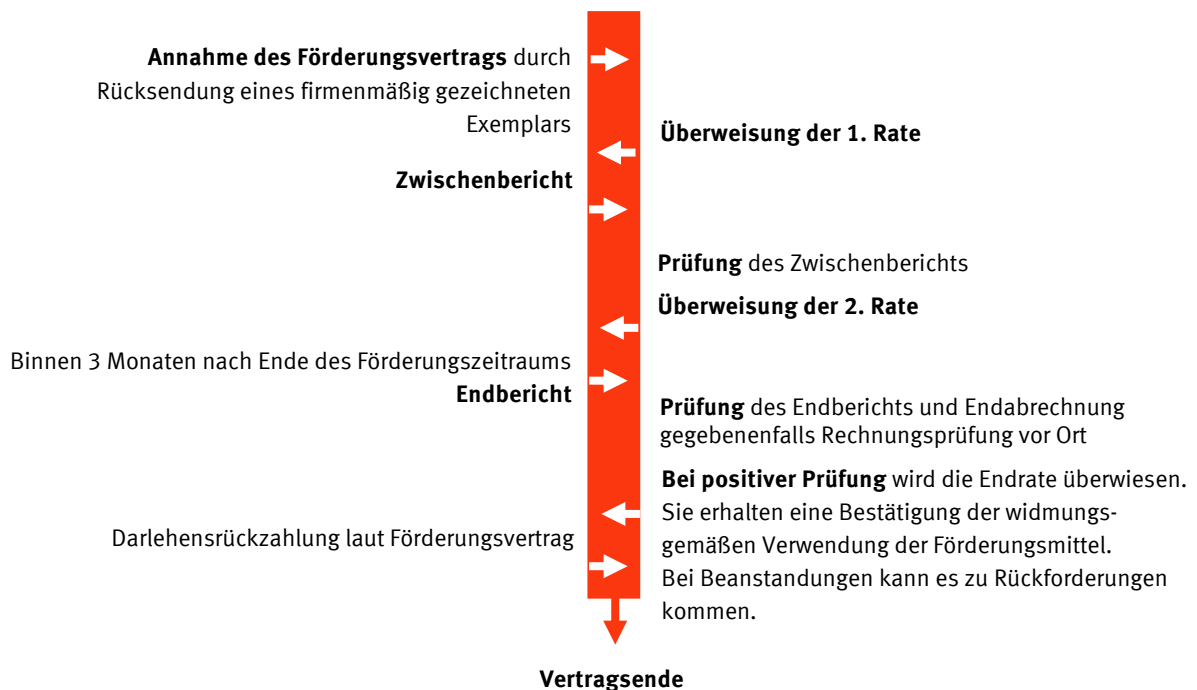 Annahme des Förderungsvertrags durch
Rücksendung eines firmenmäßig gezeichneten
Exemplars
Überweisung der 1. Rate
Zwischenbericht
Prüfung des Zwischenberichts
Überweisung der 2. Rate
Binnen 3 Monaten nach Ende des Förderungszeitraums
Endbericht
Prüfung des Endberichts und Endabrechnung
gegebenenfalls Rechnungsprüfung vor Ort
Bei positiver Prüfung wird die Endrate überwiesen.
Sie erhalten eine Bestätigung der widmungs-
gemäßen Verwendung der Förderungsmittel.
Bei Beanstandungen kann es zu Rückforderungen
kommen.
Darlehensrückzahlung laut Förderungsvertrag
Vertragsende